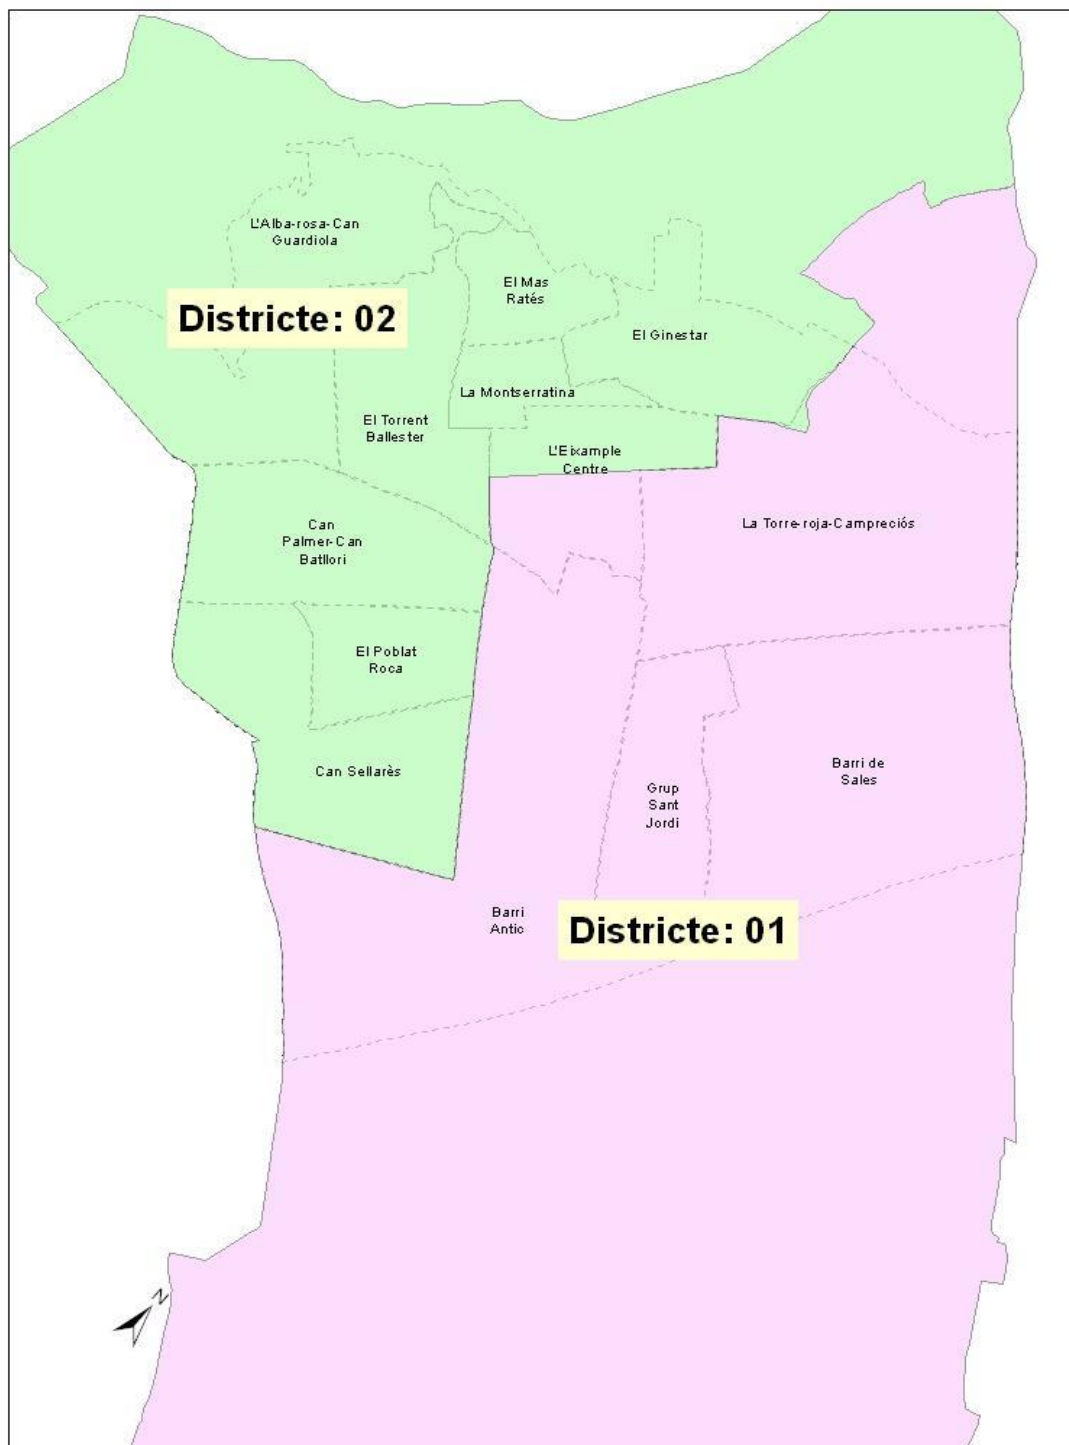 L'Alba-rosa-Can
Guardiola
El Mas
Ratés
Districte: 02
El Ginestar
La Montserratina
El Torrent
Ballester
L'Eixample
Centre
Can
Palmer-Can
Batllori
La Torre-roja-Campreciós
El Poblat
Roca
Can Sellarès
Barri de
Sales
Grup
Sant
Jordi
Barri
Antic
Districte: 01
N